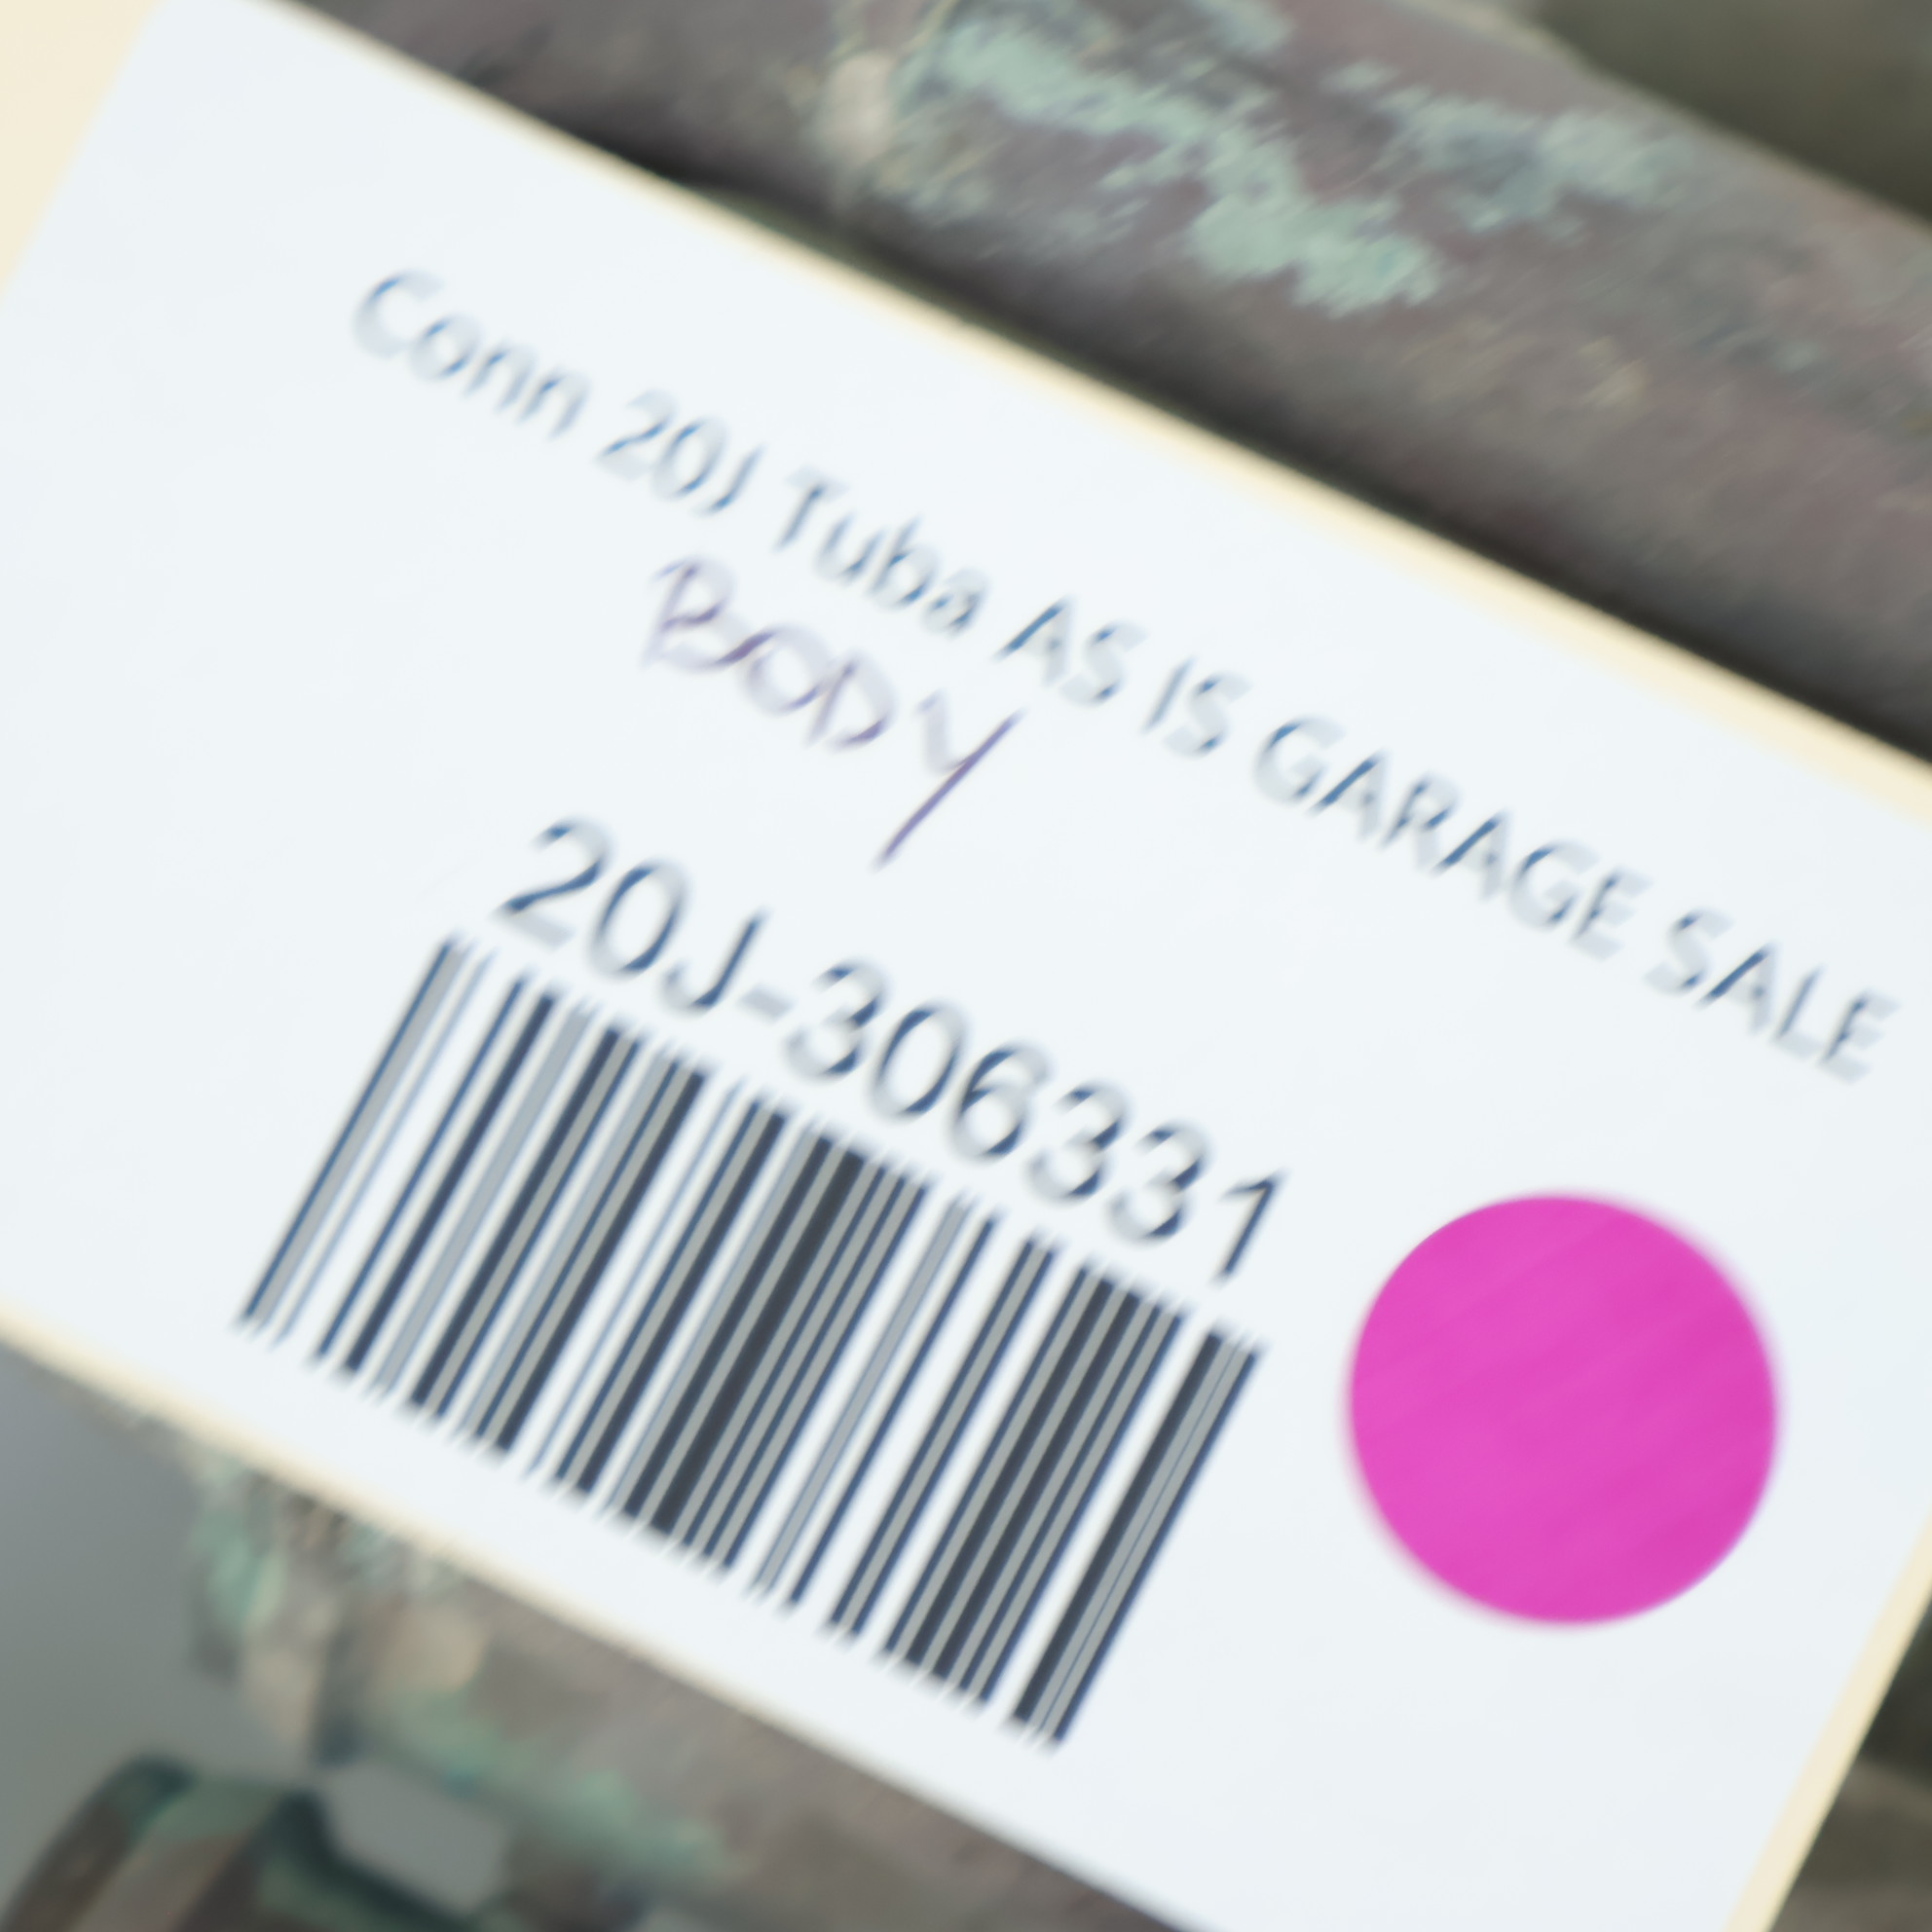 Conn 20J Tuba AS IS GARAGE SALE
BODY
20J-306331